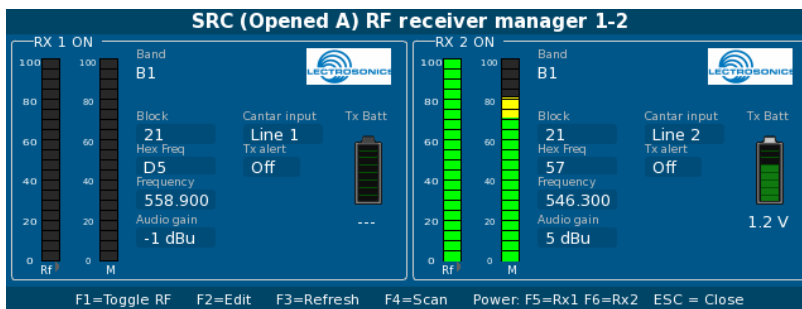 SRC (Opened A) RF receiver manager 1-2
RX 1 ON
100
80
60
40
20
0
Rf
100
80
60
40
20
0
M
Band
B1
LECTROSONICS
Block
21
Hex Freq
D5
Frequency
558.900
Audio gain
-1 dBu
Cantar input
Line 1
Tx alert
Off
Tx Batt
---
RX 2 ON
100
80
60
40
20
0
Rf
100
80
60
40
20
0
M
Band
B1
LECTROSONICS
Block
21
Hex Freq
57
Frequency
546.300
Audio gain
5 dBu
Cantar input
Line 2
Tx alert
Off
Tx Batt
1.2 V
F1=Toggle RF F2=Edit F3=Refresh F4=Scan Power: F5=Rx1 F6=Rx2 ESC = Close